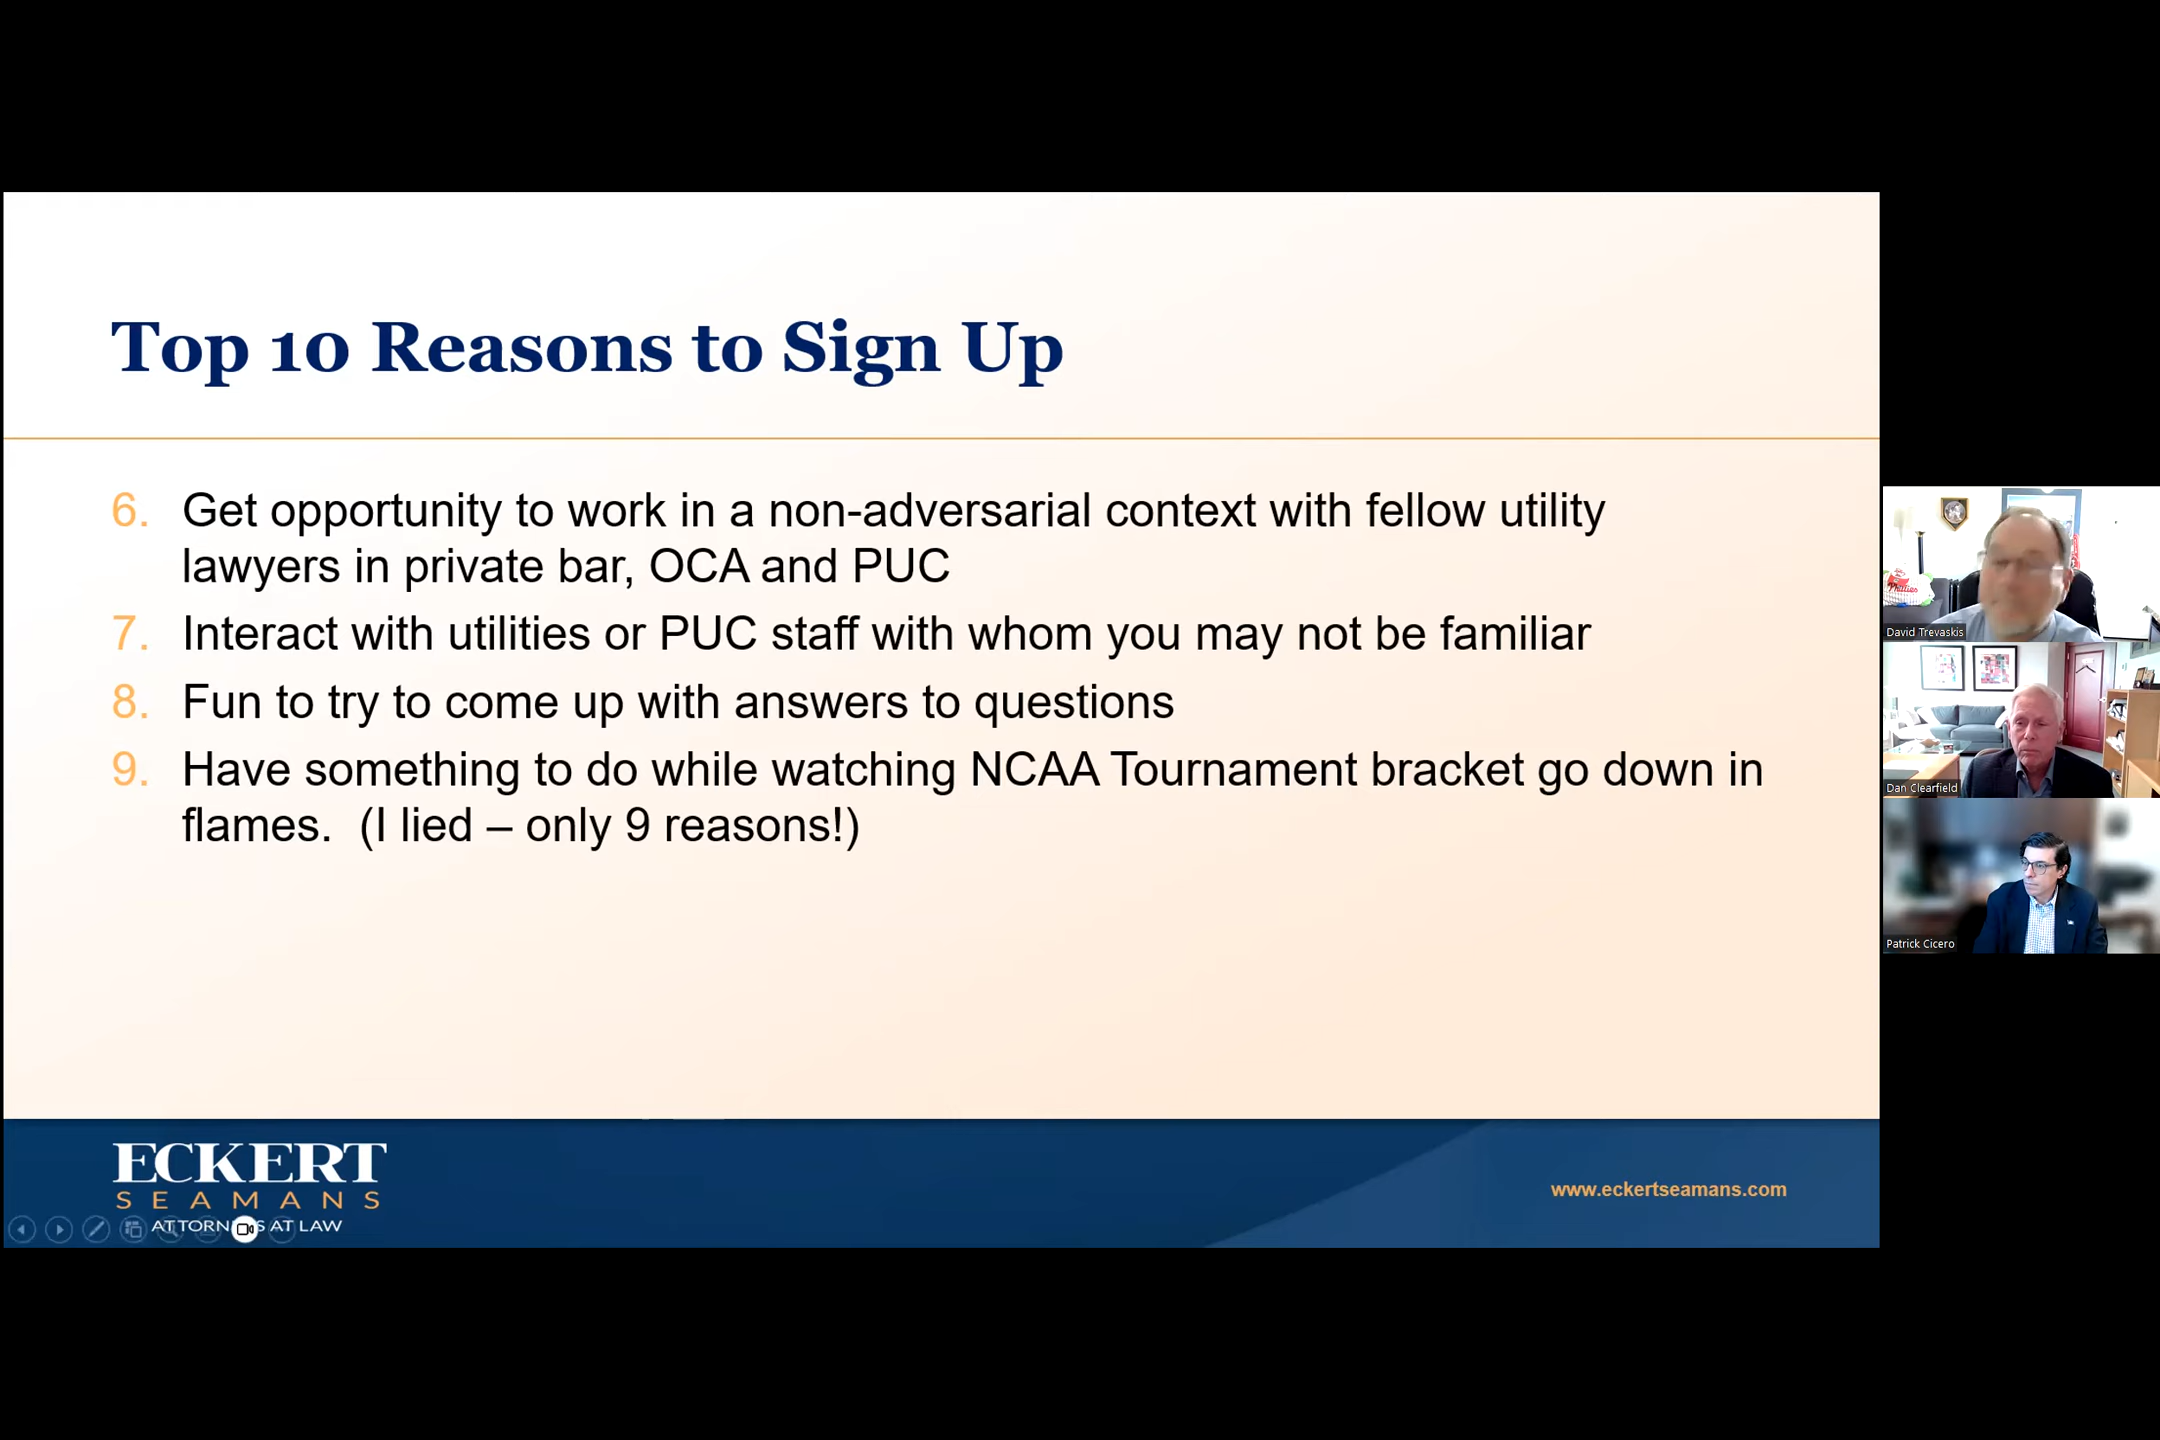 Top 10 Reasons to Sign Up
6. Get opportunity to work in a non-adversarial context with fellow utility
lawyers in private bar, OCA and PUC
7. Interact with utilities or PUC staff with whom you may not be familiar
8. Fun to try to come up with answers to questions
9. Have something to do while watching NCAA Tournament bracket go down in
flames. (I lied – only 9 reasons!)
ECKERT
SEAMANS
AT LAW
www.eckertseamans.com
Phillies
David Trevaskis
Dan Clearfield
Patrick Cicero